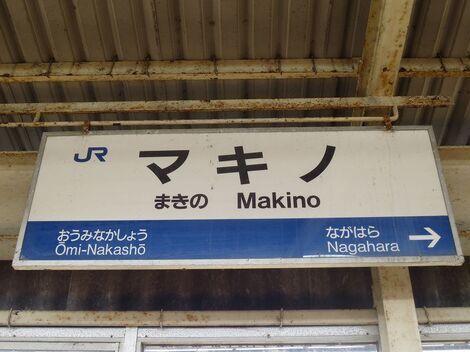 JR マキノ
まきの Makino
おうみなかしょう ながはら
Ōmi-Nakashō Nagahara →